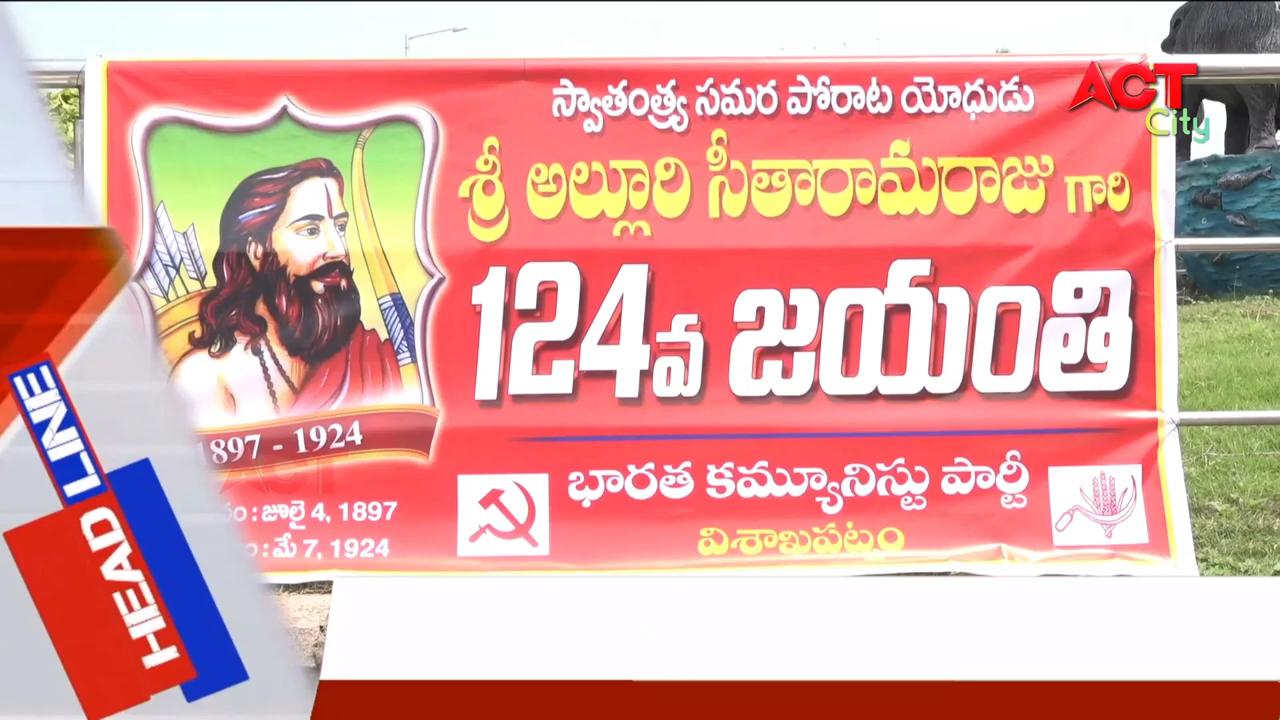 స్వాతంత్ర్య సమర పోరాట యోధుడు
శ్రీ అల్లూరి సీతారామరాజు గారి
124వ జయంతి
1897 - 1924
: జూలై 4, 1897
: మే 7, 1924
భారత కమ్యూనిస్టు పార్టీ
విశాఖపట్నం
ACT
City
HEAD LINE